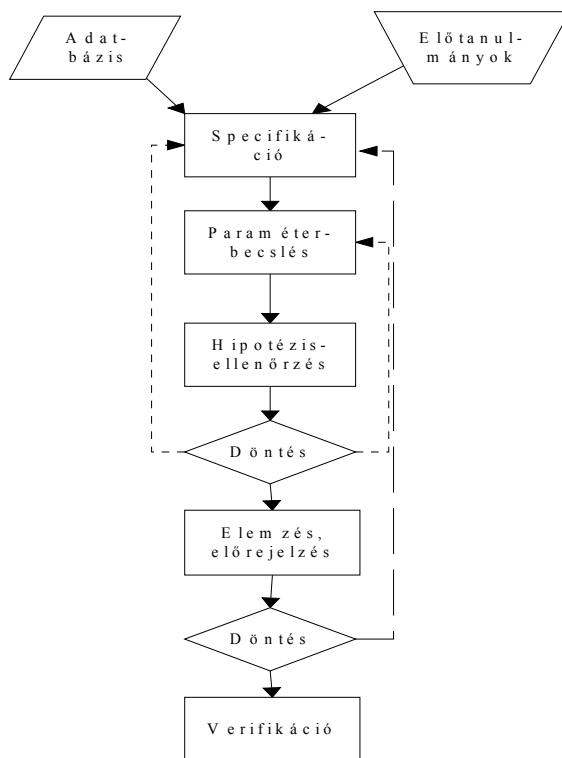 Adat-
bázis
Előtanul-
mányok
Specifiká-
ció
Paraméter-
becslés
Hipotézis-
ellenőrzés
Döntés
Elemzés,
előrejelzés
Döntés
Verifikáció